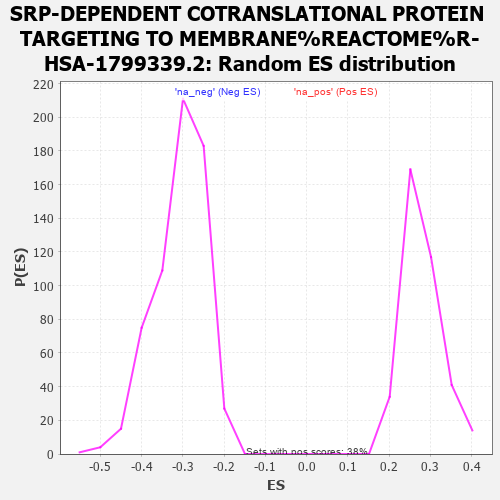 SRP-DEPENDENT COTRANSLATIONAL PROTEIN
TARGETING TO MEMBRANE%REACTOME%R-
HSA-1799339.2: Random ES distribution
'na_neg' (Neg ES) 'na_pos' (Pos ES)
220
200
180
160
140
120
100
80
60
40
20
0
P(ES)
Sets with pos scores: 38%
-0.5 -0.4 -0.3 -0.2 -0.1 0.0 0.1 0.2 0.3 0.4
ES